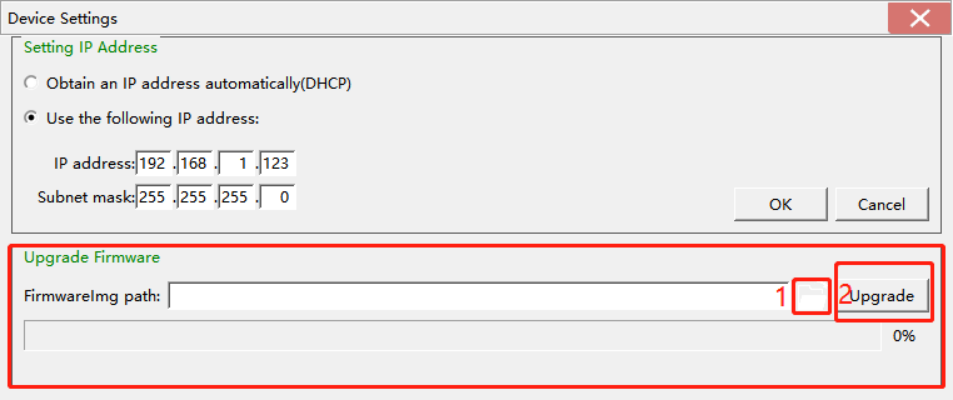 Device Settings
Setting IP Address
Obtain an IP address automatically(DHCP)
Use the following IP address:
IP address: 192 . 168 . 1 . 123
Subnet mask: 255 . 255 . 255 . 0
OK Cancel
Upgrade Firmware
FirmwareImg path: 1 2 Upgrade
0%